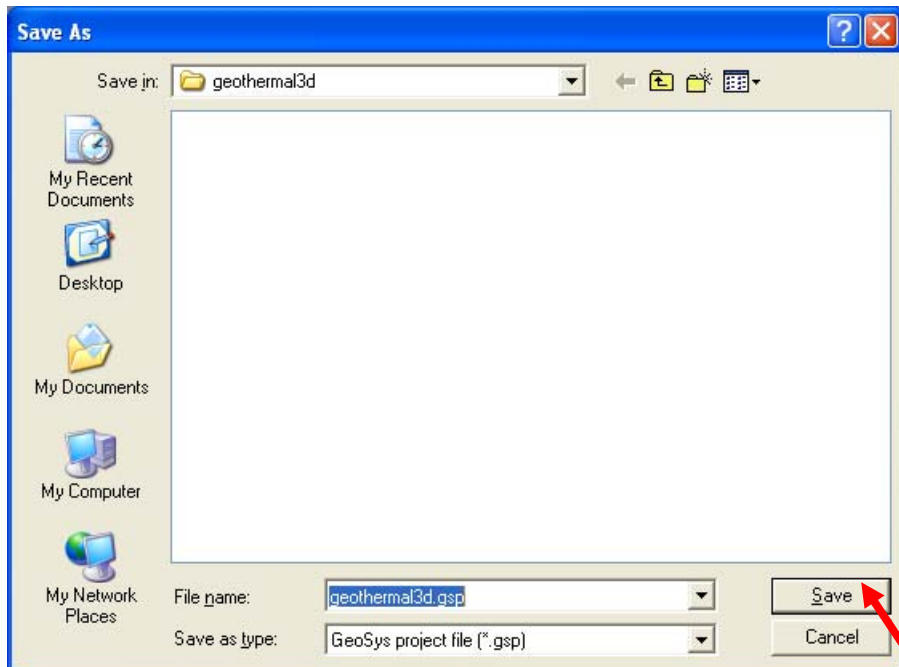 Save As
Save in: geothermal3d
My Recent
Documents
Desktop
My Documents
My Computer
My Network
Places
File name: geothermal3d.gsp
Save
Save as type: GeoSys project file (*.gsp)
Cancel